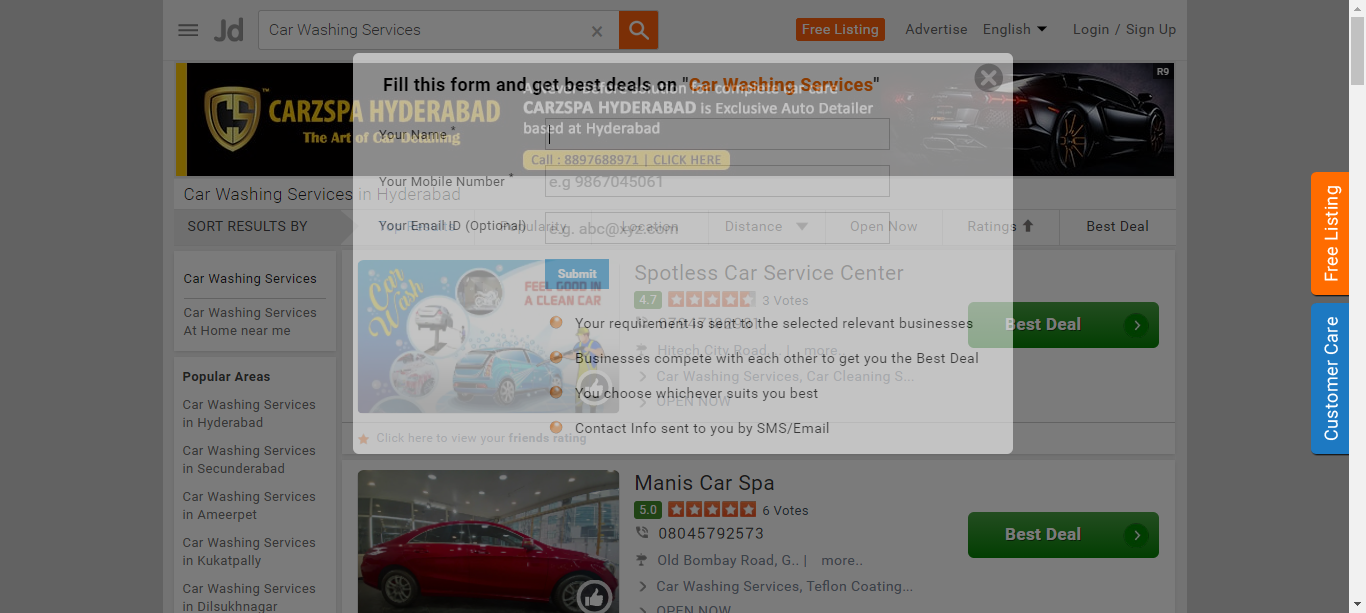 Jd
Car Washing Services
Free Listing
Advertise
English
Login / Sign Up
Fill this form and get best deals on "Car Washing Services"
R9
CARZSPA HYDERABAD
The Art of Car Detailing
CARZSPA HYDERABAD is Exclusive Auto Detailer
based at Hyderabad
Call : 8897688971 | CLICK HERE
Your Name *
Your Mobile Number *
e.g 9867045061
Your Email ID (Optional)
e.g. abc@xyz.com
Submit
Your requirement is sent to the selected relevant businesses
Businesses compete with each other to get you the Best Deal
You choose whichever suits you best
Contact Info sent to you by SMS/Email
Car Washing Services in Hyderabad
SORT RESULTS BY
Popularity
Location
Distance
Open Now
Ratings
Best Deal
Car Washing Services
Car Washing Services
At Home near me
Popular Areas
Car Washing Services
in Hyderabad
Car Washing Services
in Secunderabad
Car Washing Services
in Ameerpet
Car Washing Services
in Kukatpally
Car Washing Services
in Dilsukhnagar
Car Wash
FEEL GOOD IN
A CLEAN CAR
Spotless Car Service Center
4.7
3 Votes
Hitech City Road, .. | more..
Car Washing Services, Car Cleaning S...
OPEN NOW
Best Deal
Click here to view your friends rating
Manis Car Spa
5.0
6 Votes
08045792573
Old Bombay Road, G.. | more..
Car Washing Services, Teflon Coating...
OPEN NOW
Best Deal
Free Listing
Customer Care